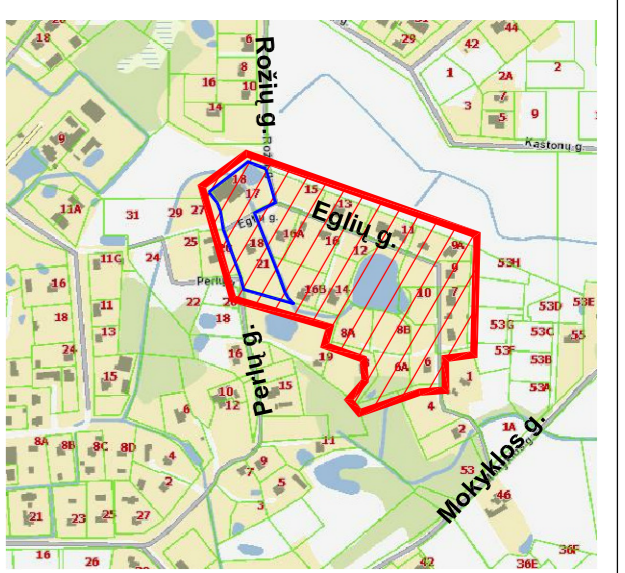 18
6
Rožių g.
29
44
42
1
2A
2
8
16
10
14
3
7
5
9
Kaštonų g.
9
11A
31
29
27
18
17
15
13
Eglių g.
Eglių g.
16A
16
12
11
9A
9
7
25
18
21
24
11C
16
11
18
13
22
18
16B
14
10
8A
8B
53H
53D
53E
53G
53C
55
53F
53B
53A
24
15
16
19
6A
6
1
Perlų g.
10
12
15
6
4
2
1A
Mokyklos g.
8A
8B
8C
8D
4
2
11
9
7
5
3
53
46
21
23
25
27
16
26
42
36E
36F